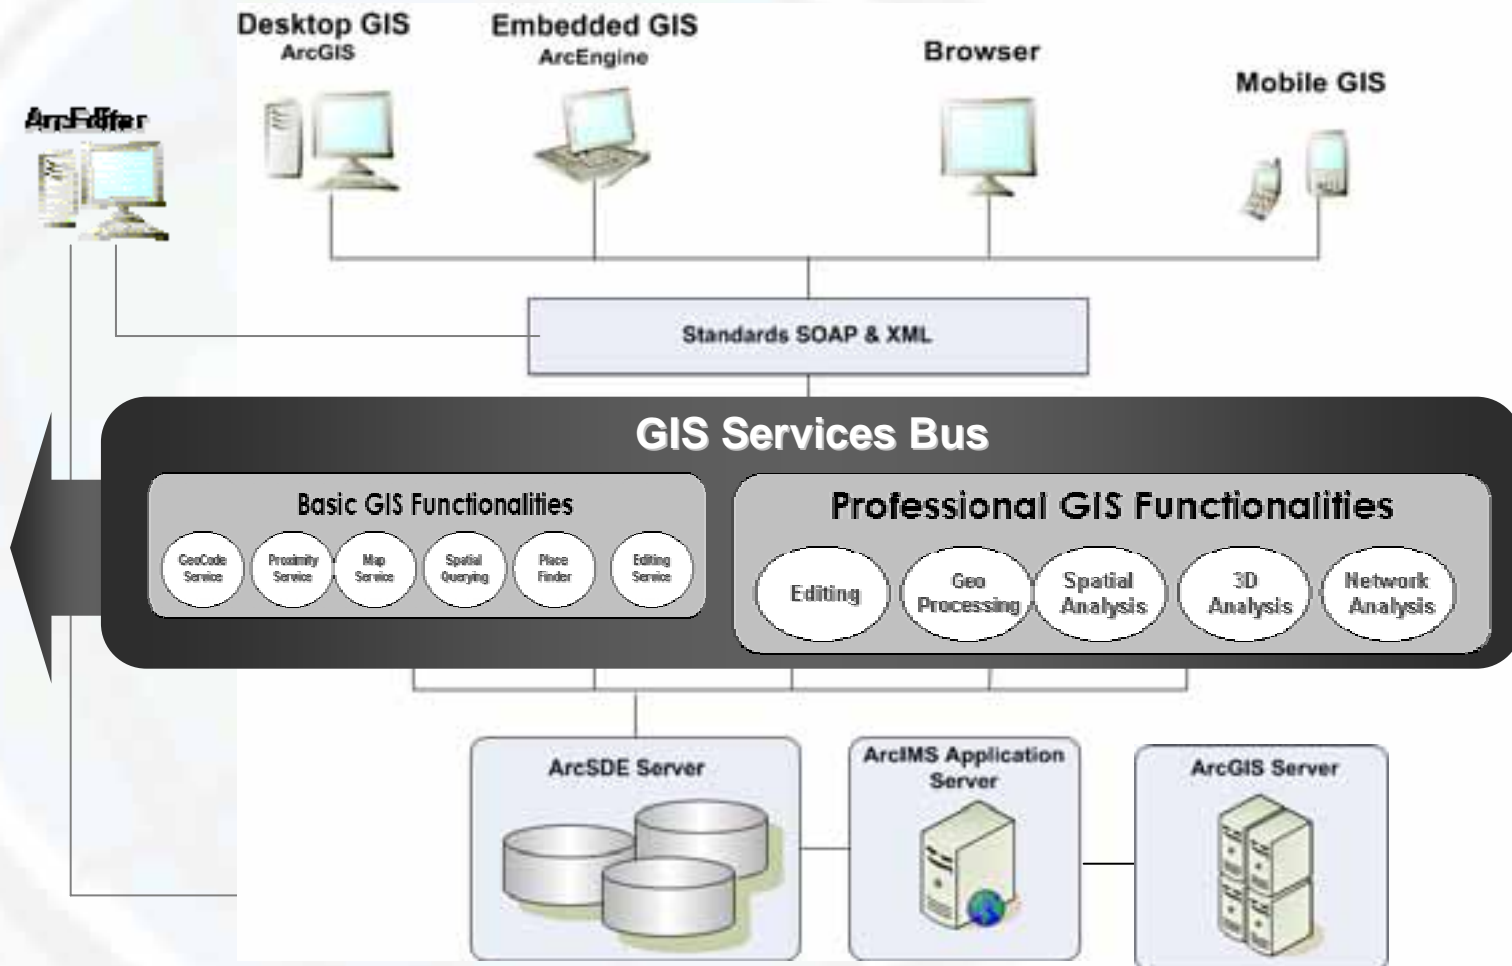 Desktop GIS
ArcGIS
Embedded GIS
ArcEngine
Browser
Mobile GIS
Standards SOAP & XML
GIS Services Bus
Basic GIS Functionalities
GeoCode
Service
Proximity
Service
Map
Service
Spatial
Querying
Place
Finder
Editing
Service
Professional GIS Functionalities
Editing
Geo
Processing
Spatial
Analysis
3D
Analysis
Network
Analysis
ArcSDE Server
ArcIMS Application
Server
ArcGIS Server